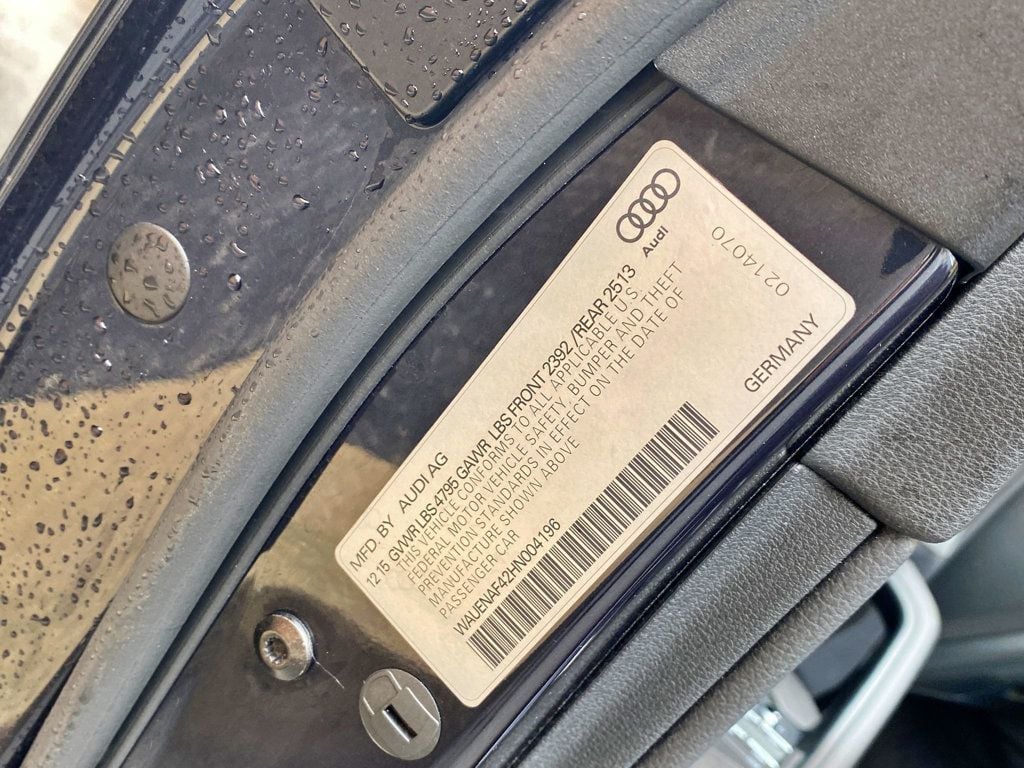 MFD. BY AUDI AG
12 15 GVWR LBS 4795 GAWR LBS FRONT 2392 /REAR 2513
THIS VEHICLE CONFORMS TO ALL APPLICABLE U.S.
FEDERAL MOTOR VEHICLE SAFETY, BUMPER AND THEFT
PREVENTION STANDARDS IN EFFECT ON THE DATE OF
MANUFACTURE SHOWN ABOVE
PASSENGER CAR
WAUENAF42HN004196
Audi
0214070
GERMANY